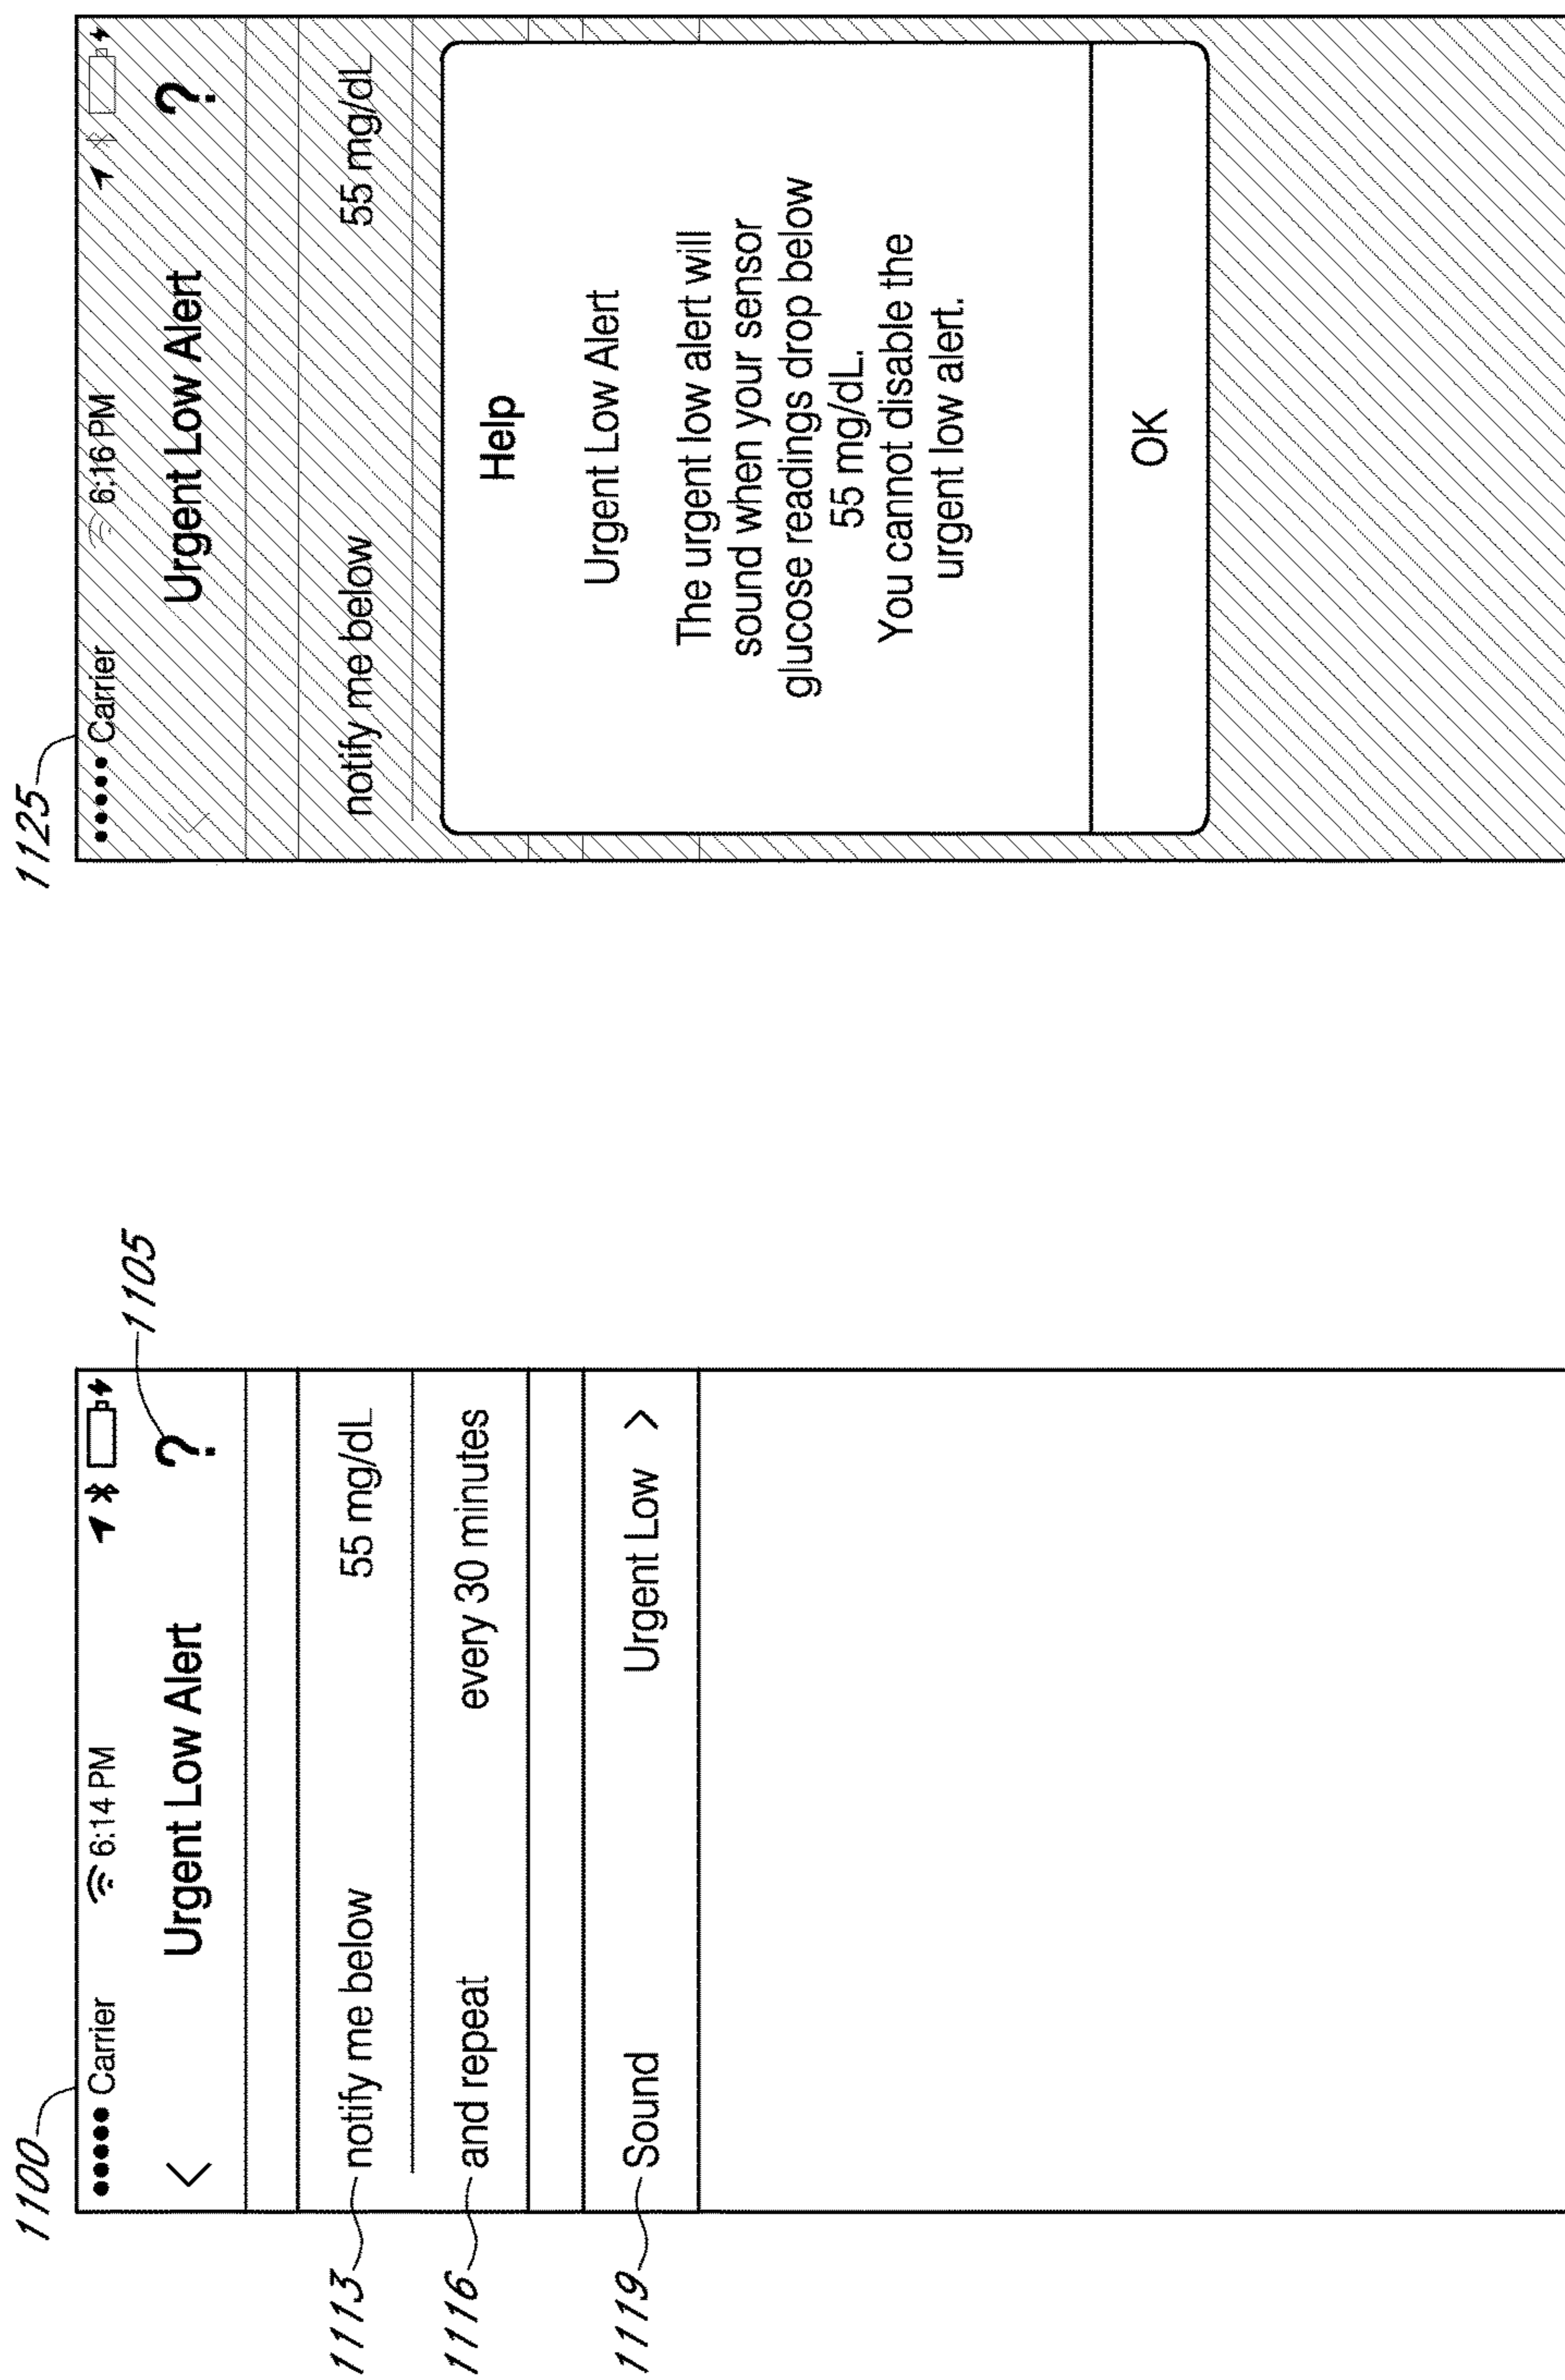 1100
••••• Carrier 6:14 PM
< Urgent Low Alert ?
1105
1113 notify me below 55 mg/dL
1116 and repeat every 30 minutes
1119 Sound Urgent Low >
1125
••••• Carrier 6:16 PM
< Urgent Low Alert ?
notify me below 55 mg/dL
Help
Urgent Low Alert
The urgent low alert will
sound when your sensor
glucose readings drop below
55 mg/dL.
You cannot disable the
urgent low alert.
OK